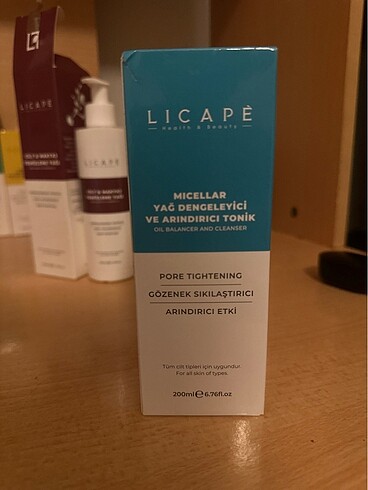 LICAPÈ
Health & Beauty
MICELLAR
YAĞ DENGELEYİCİ
VE ARINDIRICI TONİK
OIL BALANCER AND CLEANSER
PORE TIGHTENING
GÖZENEK SIKILAŞTIRICI
ARINDIRICI ETKİ
Tüm cilt tipleri için uygundur.
For all skin of types.
200ml℮6.76fl.oz
LICAPÈ
LICAPÈ